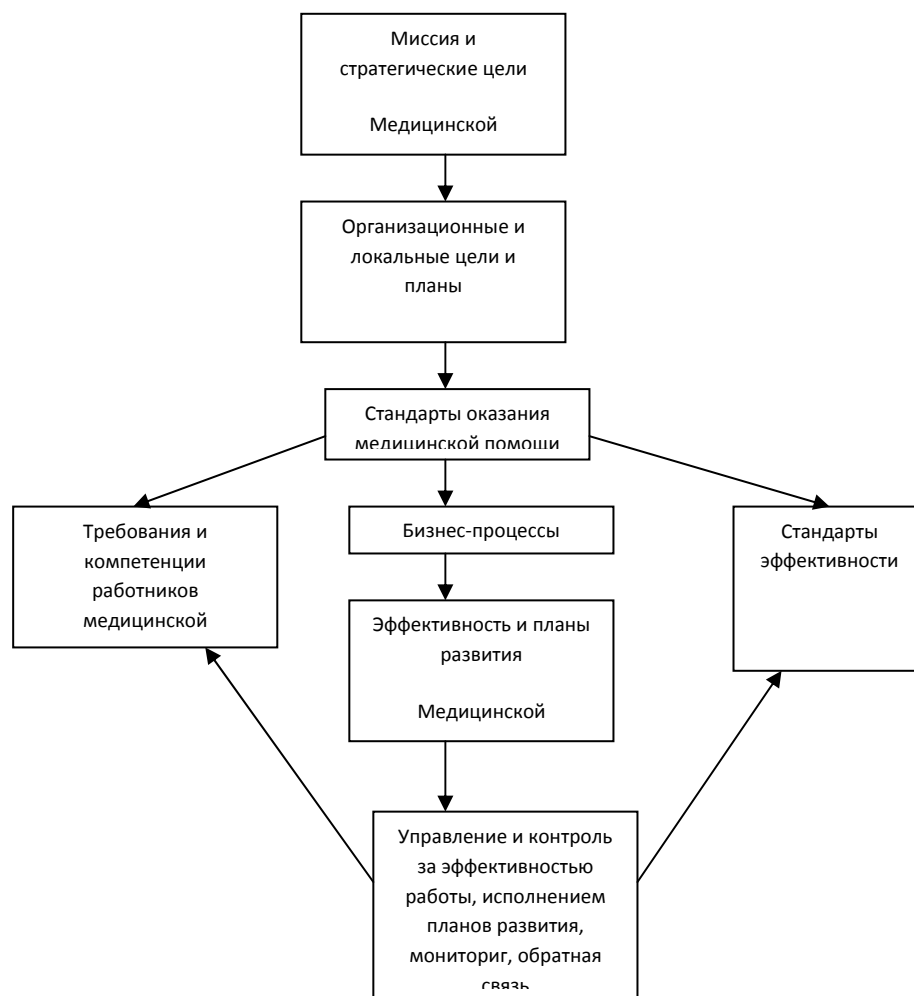 Миссия и
стратегические цели
Медицинской
Организационные и
локальные цели и
планы
Стандарты оказания
медицинской помощи
Требования и
компетенции
работников
медицинской
Бизнес-процессы
Стандарты
эффективности
Эффективность и планы
развития
Медицинской
Управление и контроль
за эффективностью
работы, исполнением
планов развития,
мониториг, обратная
связь